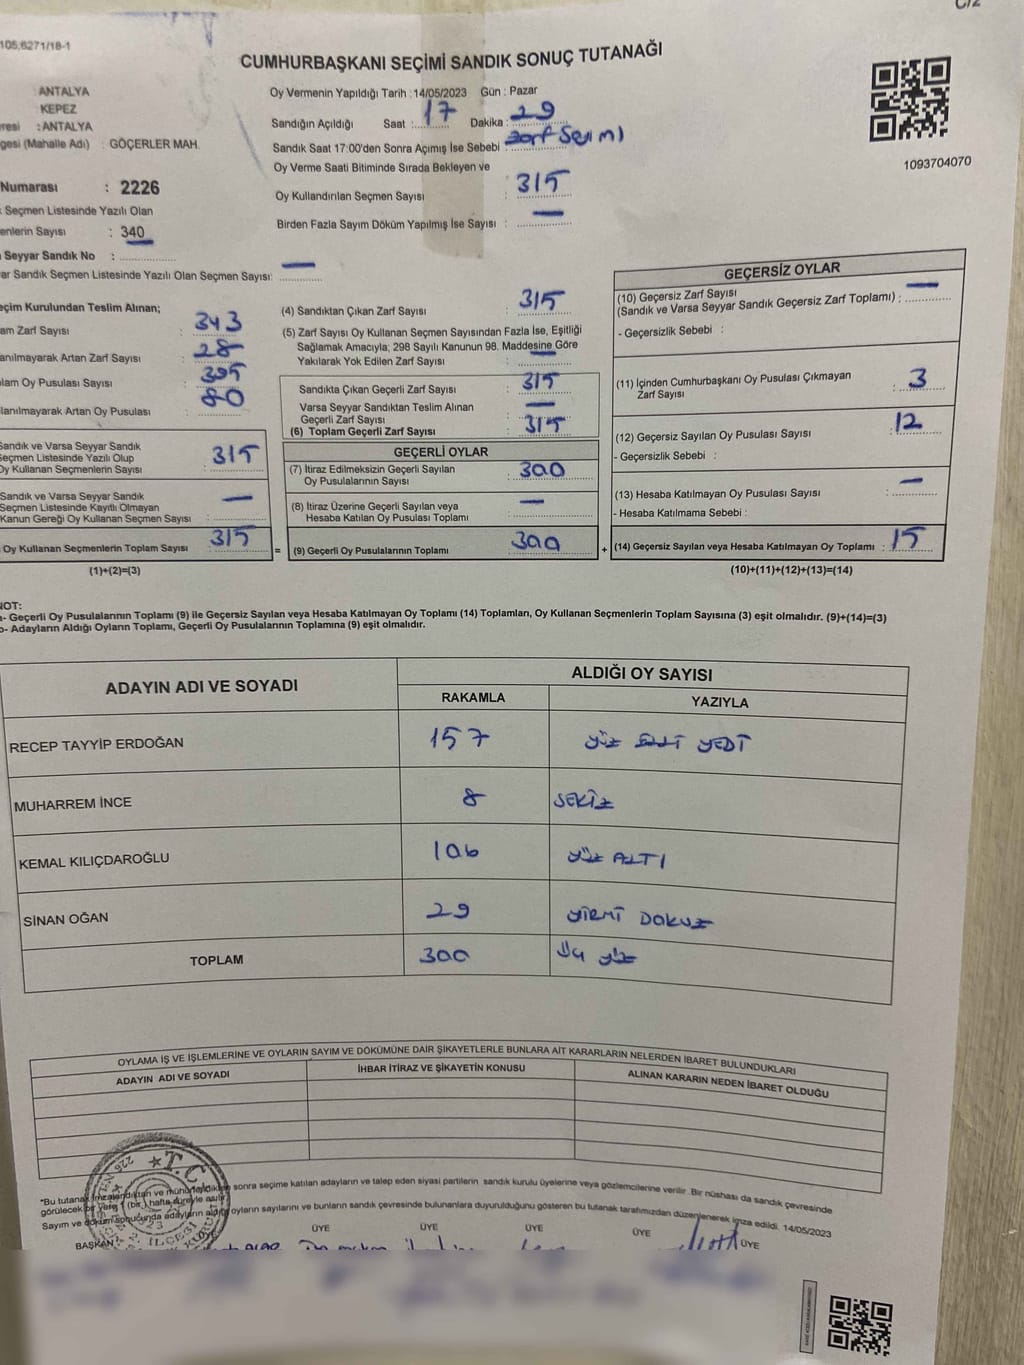 105,6271/18-1
CUMHURBAŞKANI SEÇİMİ SANDIK SONUÇ TUTANAĞI
: ANTALYA
: KEPEZ
: ANTALYA
(Mahalle Adı) : GÖÇERLER MAH.
Numarası : 2226
Seçmen Listesinde Yazılı Olan
Sayısı : 340
Seyyar Sandık No :
Sandık Seçmen Listesinde Yazılı Olan Seçmen Sayısı: —
Oy Vermenin Yapıldığı Tarih : 14/05/2023 Gün : Pazar
Sandığın Açıldığı Saat : 17 Dakika : 29
Sandık Saat 17:00'den Sonra Açımış İse Sebebi :
Oy Verme Saati Bitiminde Sırada Bekleyen ve
Oy Kullandırılan Seçmen Sayısı : 315
Birden Fazla Sayım Döküm Yapılmış İse Sayısı : —
1093704070
Kurulundan Teslim Alınan;
Zarf Sayısı : 343
Artan Zarf Sayısı : 28
Oy Pusulası Sayısı : 395
Artan Oy Pusulası : 80
Sandık ve Varsa Seyyar Sandık
Seçmen Listesinde Yazılı Olup
Oy Kullanan Seçmenlerin Sayısı : 315
Sandık ve Varsa Seyyar Sandık
Seçmen Listesinde Kayıtlı Olmayan
Kanun Gereği Oy Kullanan Seçmen Sayısı : —
Oy Kullanan Seçmenlerin Toplam Sayısı : 315
(1)+(2)=(3)
(4) Sandıktan Çıkan Zarf Sayısı : 315
(5) Zarf Sayısı Oy Kullanan Seçmen Sayısından Fazla İse, Eşitliği
Sağlamak Amacıyla; 298 Sayılı Kanunun 98. Maddesine Göre
Yakılarak Yok Edilen Zarf Sayısı : —
Sandıkta Çıkan Geçerli Zarf Sayısı : 315
Varsa Seyyar Sandıktan Teslim Alınan
Geçerli Zarf Sayısı : —
(6) Toplam Geçerli Zarf Sayısı : 315
GEÇERLİ OYLAR
(7) İtiraz Edilmeksizin Geçerli Sayılan
Oy Pusulalarının Sayısı : 300
(8) İtiraz Üzerine Geçerli Sayılan veya
Hesaba Katılan Oy Pusulası Toplamı : —
= (9) Geçerli Oy Pusulalarının Toplamı : 300
GEÇERSİZ OYLAR
(10) Geçersiz Zarf Sayısı
(Sandık ve Varsa Seyyar Sandık Geçersiz Zarf Toplamı) : —
- Geçersizlik Sebebi :
(11) İçinden Cumhurbaşkanı Oy Pusulası Çıkmayan
Zarf Sayısı : 3
(12) Geçersiz Sayılan Oy Pusulası Sayısı : 12
- Geçersizlik Sebebi :
(13) Hesaba Katılmayan Oy Pusulası Sayısı : —
- Hesaba Katılmama Sebebi :
+ (14) Geçersiz Sayılan veya Hesaba Katılmayan Oy Toplamı : 15
(10)+(11)+(12)+(13)=(14)
NOT:
a- Geçerli Oy Pusulalarının Toplamı (9) ile Geçersiz Sayılan veya Hesaba Katılmayan Oy Toplamı (14) Toplamları, Oy Kullanan Seçmenlerin Toplam Sayısına (3) eşit olmalıdır. (9)+(14)=(3)
b- Adayların Aldığı Oyların Toplamı, Geçerli Oy Pusulalarının Toplamına (9) eşit olmalıdır.
ADAYIN ADI VE SOYADI
ALDIĞI OY SAYISI
RAKAMLA YAZIYLA
RECEP TAYYİP ERDOĞAN 157 YÜZ ELLİ YEDİ
MUHARREM İNCE 8 SEKİZ
KEMAL KILIÇDAROĞLU 106 YÜZ ALTI
SİNAN OĞAN 29 YİRMİ DOKUZ
TOPLAM 300 ÜÇ YÜZ
OYLAMA İŞ VE İŞLEMLERİNE VE OYLARIN SAYIM VE DÖKÜMÜNE DAİR ŞİKAYETLERLE BUNLARA AİT KARARLARIN NELERDEN İBARET BULUNDUKLARI
ADAYIN ADI VE SOYADI İHBAR İTİRAZ VE ŞİKAYETİN KONUSU ALINAN KARARIN NEDEN İBARET OLDUĞU
*Bu tutanak imzalandıktan ve mühürlendikten sonra seçime katılan adayların ve talep eden siyasi partilerin sandık kurulu üyelerine veya gözlemcilerine verilir. Bir nüshası da sandık çevresinde
görülecek bir yere 1 (bir) hafta süreyle asılır.
Sayım ve döküm sonucunda adayların aldığı oyların sayılarını ve bunların sandık çevresinde bulunanlara duyurulduğunu gösteren bu tutanak tarafımızdan düzenlenerek imza edildi. 14/05/2023
BAŞKAN ÜYE ÜYE ÜYE ÜYE ÜYE ÜYE
T.C.